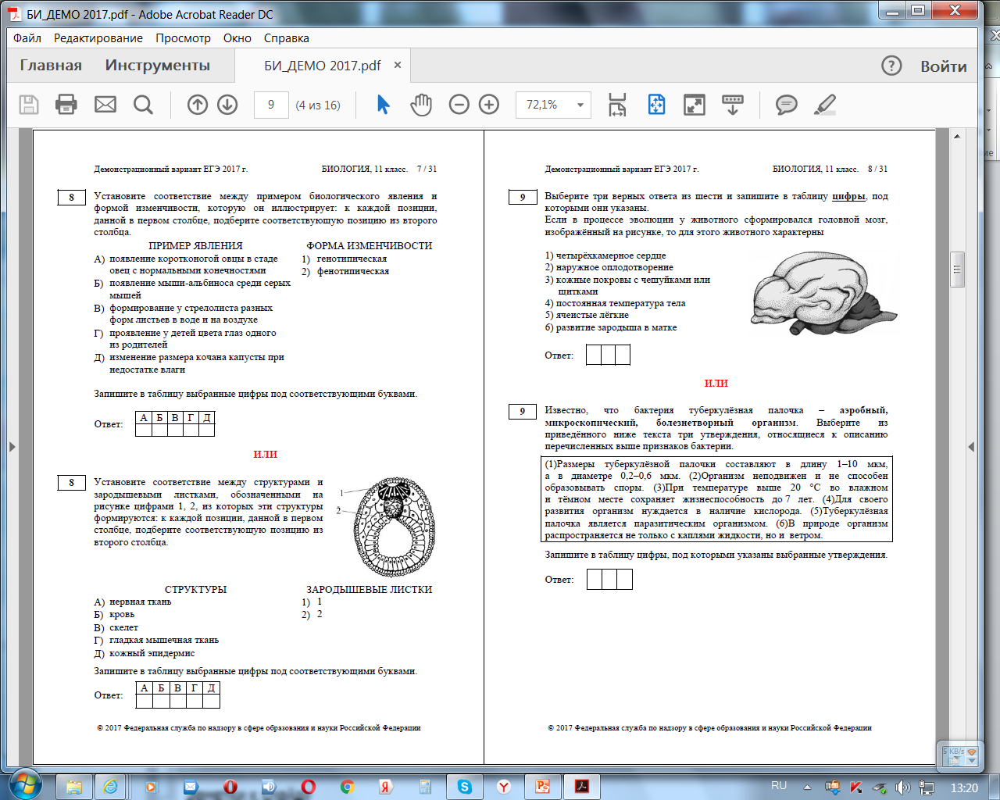 БИ_ДЕМО 2017.pdf - Adobe Acrobat Reader DC
Файл Редактирование Просмотр Окно Справка
Главная Инструменты БИ_ДЕМО 2017.pdf × ? Войти
9 (4 из 16) 72,1%
Демонстрационный вариант ЕГЭ 2017 г. БИОЛОГИЯ, 11 класс. 7 / 31
8
Установите соответствие между примером биологического явления и
формой изменчивости, которую он иллюстрирует: к каждой позиции,
данной в первом столбце, подберите соответствующую позицию из второго
столбца.
ПРИМЕР ЯВЛЕНИЯ ФОРМА ИЗМЕНЧИВОСТИ
А) появление коротконогой овцы в стаде 1) генотипическая
овец с нормальными конечностями 2) фенотипическая
Б) появление мыши-альбиноса среди серых
мышей
В) формирование у стрелолиста разных
форм листьев в воде и на воздухе
Г) проявление у детей цвета глаз одного
из родителей
Д) изменение размера кочана капусты при
недостатке влаги
Запишите в таблицу выбранные цифры под соответствующими буквами.
А Б В Г Д
Ответ:
ИЛИ
8
Установите соответствие между структурами и
зародышевыми листками, обозначенными на
рисунке цифрами 1, 2, из которых эти структуры
формируются: к каждой позиции, данной в первом
столбце, подберите соответствующую позицию из
второго столбца.
1
2
СТРУКТУРЫ ЗАРОДЫШЕВЫЕ ЛИСТКИ
А) нервная ткань 1) 1
Б) кровь 2) 2
В) скелет
Г) гладкая мышечная ткань
Д) кожный эпидермис
Запишите в таблицу выбранные цифры под соответствующими буквами.
А Б В Г Д
Ответ:
© 2017 Федеральная служба по надзору в сфере образования и науки Российской Федерации
Демонстрационный вариант ЕГЭ 2017 г. БИОЛОГИЯ, 11 класс. 8 / 31
9
Выберите три верных ответа из шести и запишите в таблицу цифры, под
которыми они указаны.
Если в процессе эволюции у животного сформировался головной мозг,
изображённый на рисунке, то для этого животного характерны
1) четырёхкамерное сердце
2) наружное оплодотворение
3) кожные покровы с чешуйками или
щитками
4) постоянная температура тела
5) ячеистые лёгкие
6) развитие зародыша в матке
Ответ:
ИЛИ
9
Известно, что бактерия туберкулёзная палочка – аэробный,
микроскопический, болезнетворный организм. Выберите из
приведённого ниже текста три утверждения, относящиеся к описанию
перечисленных выше признаков бактерии.
(1)Размеры туберкулёзной палочки составляют в длину 1–10 мкм,
а в диаметре 0,2–0,6 мкм. (2)Организм неподвижен и не способен
образовывать споры. (3)При температуре выше 20 °С во влажном
и тёмном месте сохраняет жизнеспособность до 7 лет. (4)Для своего
развития организм нуждается в наличие кислорода. (5)Туберкулёзная
палочка является паразитическим организмом. (6)В природе организм
распространяется не только с каплями жидкости, но и ветром.
Запишите в таблицу цифры, под которыми указаны выбранные утверждения.
Ответ:
© 2017 Федеральная служба по надзору в сфере образования и науки Российской Федерации
ие
5 KB/s
RU 13:20